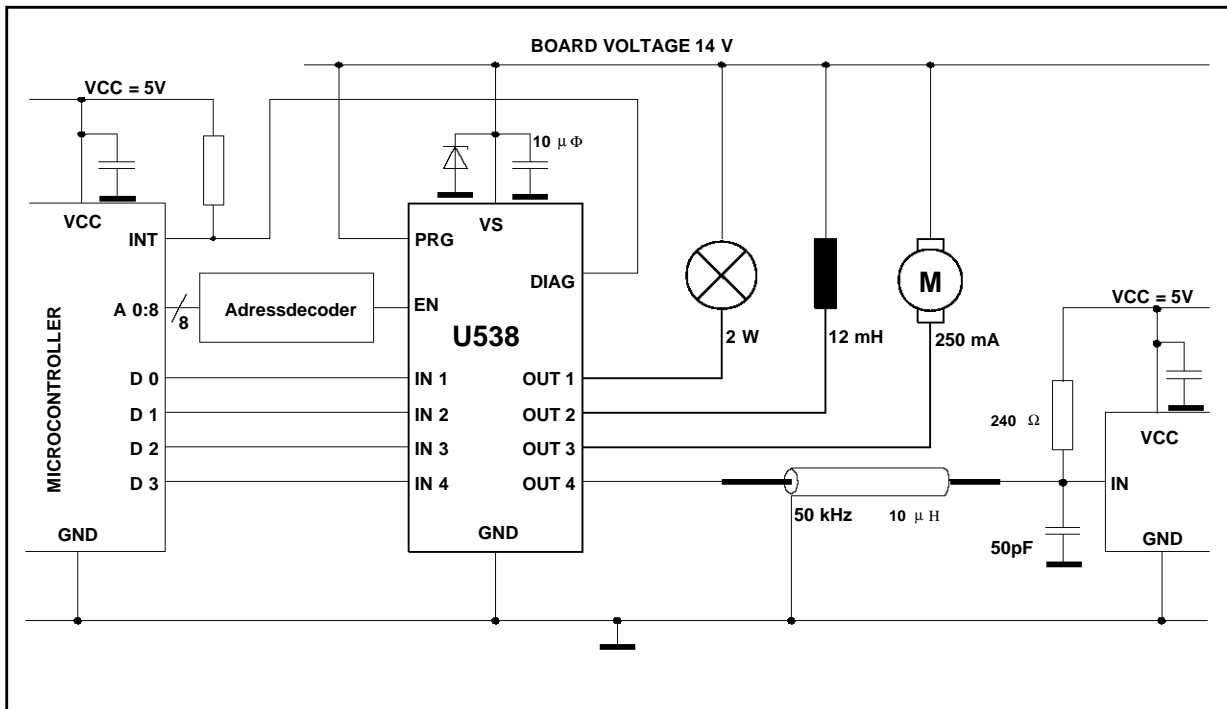 BOARD VOLTAGE 14 V
VCC = 5V
10 μΦ
VCC
VS
INT
PRG
DIAG
A 0:8
8
Adressdecoder
EN
U538
M
VCC = 5V
2 W
12 mH
250 mA
MICROCONTROLLER
D 0
IN 1
OUT 1
D 1
IN 2
OUT 2
240 Ω
D 2
IN 3
OUT 3
VCC
D 3
IN 4
OUT 4
IN
50 kHz
10 μH
GND
GND
50pF
GND